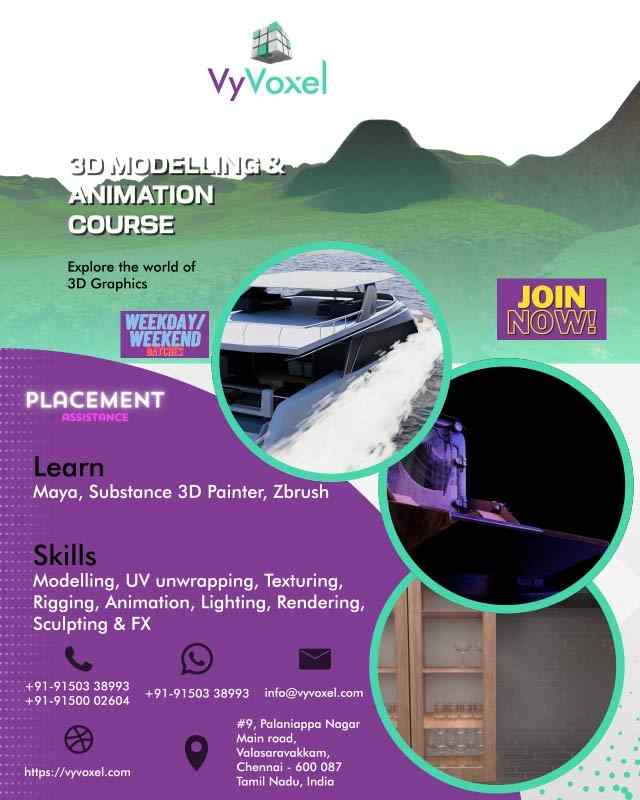 VyVoxel
3D MODELLING &
ANIMATION
COURSE
Explore the world of
3D Graphics
JOIN
NOW!
WEEKDAY/
WEEKEND
BATCHES
PLACEMENT
ASSISTANCE
Learn
Maya, Substance 3D Painter, Zbrush
Skills
Modelling, UV unwrapping, Texturing,
Rigging, Animation, Lighting, Rendering,
Sculpting & FX
+91-91503 38993
+91-91500 02604
+91-91503 38993
info@vyvoxel.com
https://vyvoxel.com
#9, Palaniappa Nagar
Main road,
Valasaravakkam,
Chennai - 600 087
Tamil Nadu, India